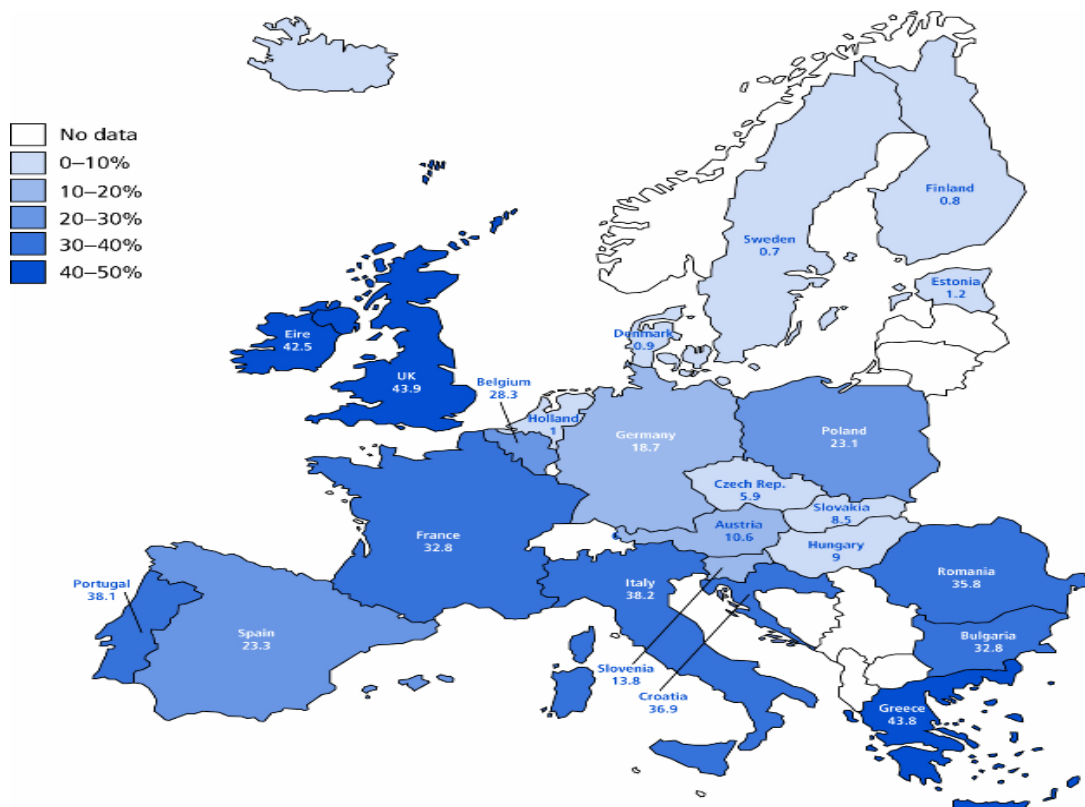 No data
0–10%
10–20%
20–30%
30–40%
40–50%
Finland
0.8
Sweden
0.7
Estonia
1.2
Eire
42.5
Denmark
0.9
UK
43.9
Belgium
28.3
Holland
1
Germany
18.7
Poland
23.1
Czech Rep.
5.9
Slovakia
8.5
Austria
10.6
Hungary
9
France
32.8
Romania
35.8
Portugal
38.1
Italy
38.2
Spain
23.3
Bulgaria
32.8
Slovenia
13.8
Croatia
36.9
Greece
43.8